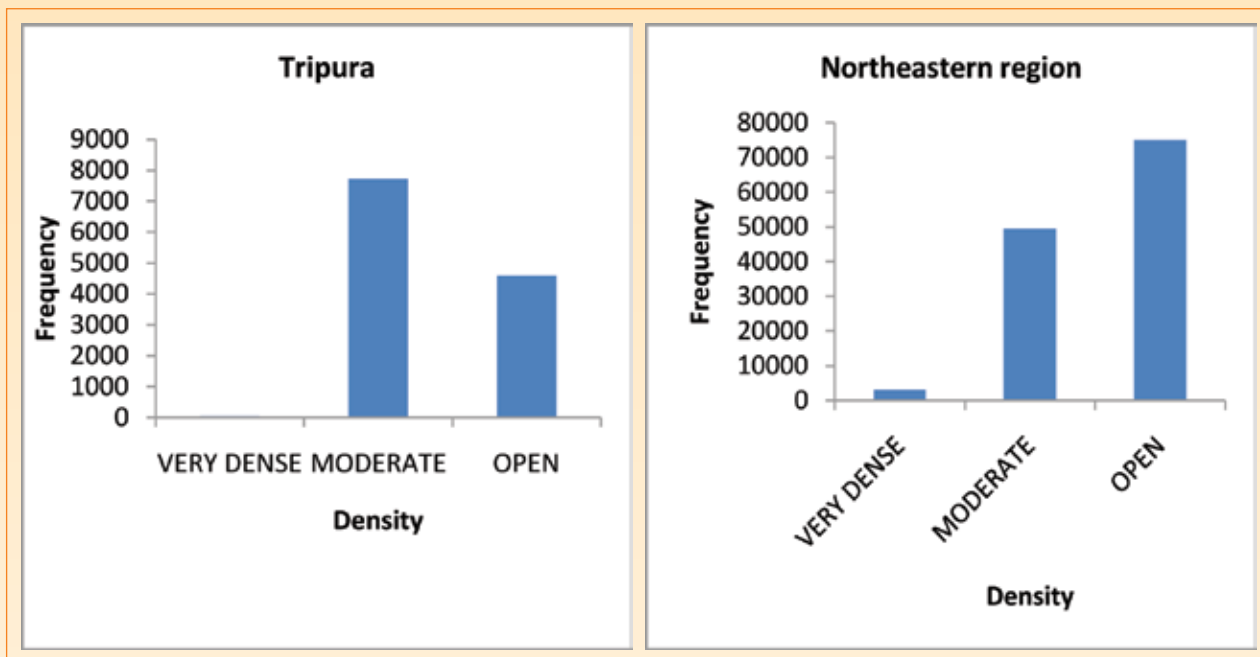 Tripura
9000
8000
7000
6000
5000
4000
3000
2000
1000
0
Frequency
VERY DENSE MODERATE OPEN
Density
Northeastern region
80000
70000
60000
50000
40000
30000
20000
10000
0
Frequency
VERY DENSE
MODERATE
OPEN
Density